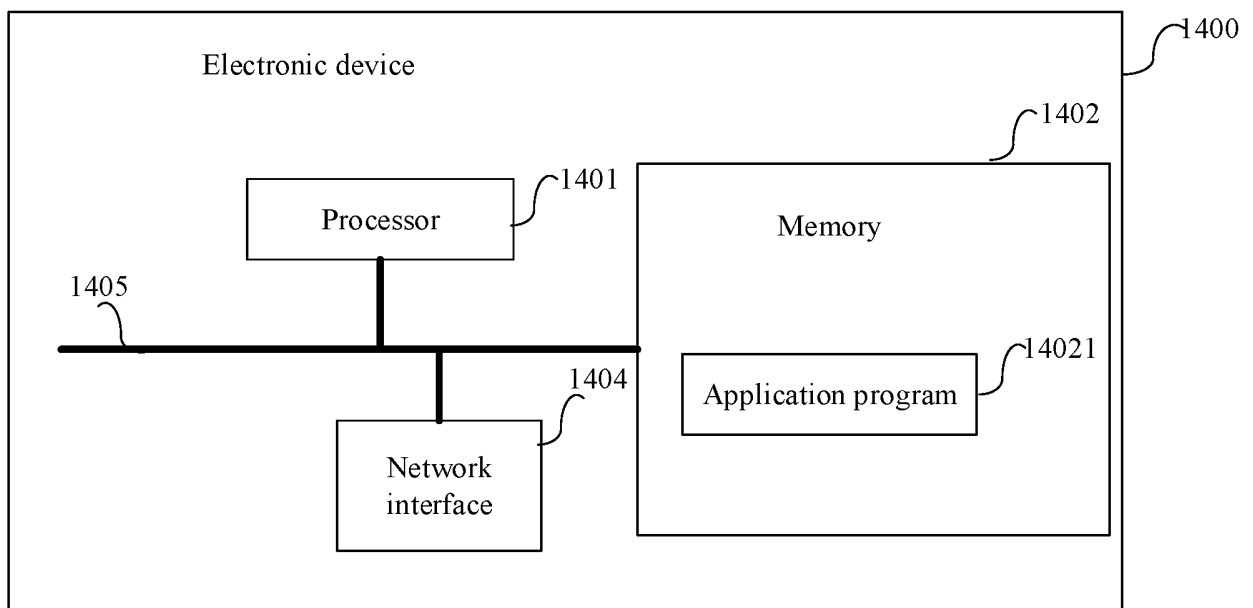 1400
Electronic device
1402
1401
Processor
Memory
1405
14021
1404
Application program
Network
interface